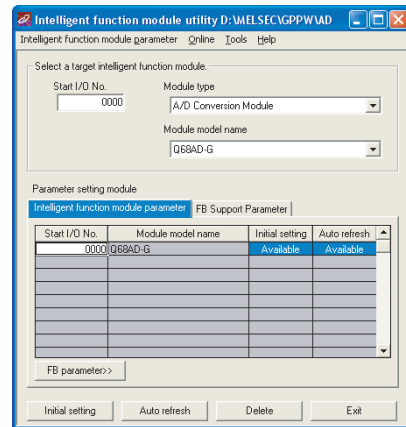 Intelligent function module utility D:\MELSEC\GPPW\AD
Intelligent function module parameter Online Tools Help
Select a target intelligent function module.
Start I/O No. Module type
0000 A/D Conversion Module
Module model name
Q68AD-G
Parameter setting module
Intelligent function module parameter FB Support Parameter
Start I/O No. Module model name Initial setting Auto refresh
0000 Q68AD-G Available Available
FB parameter>>
Initial setting Auto refresh Delete Exit